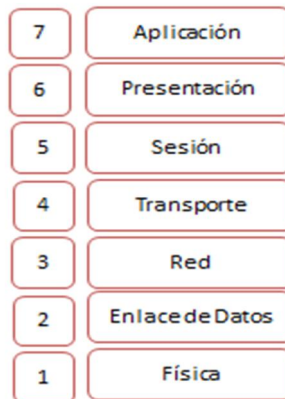 7 Aplicación
6 Presentación
5 Sesión
4 Transporte
3 Red
2 Enlace de Datos
1 Física